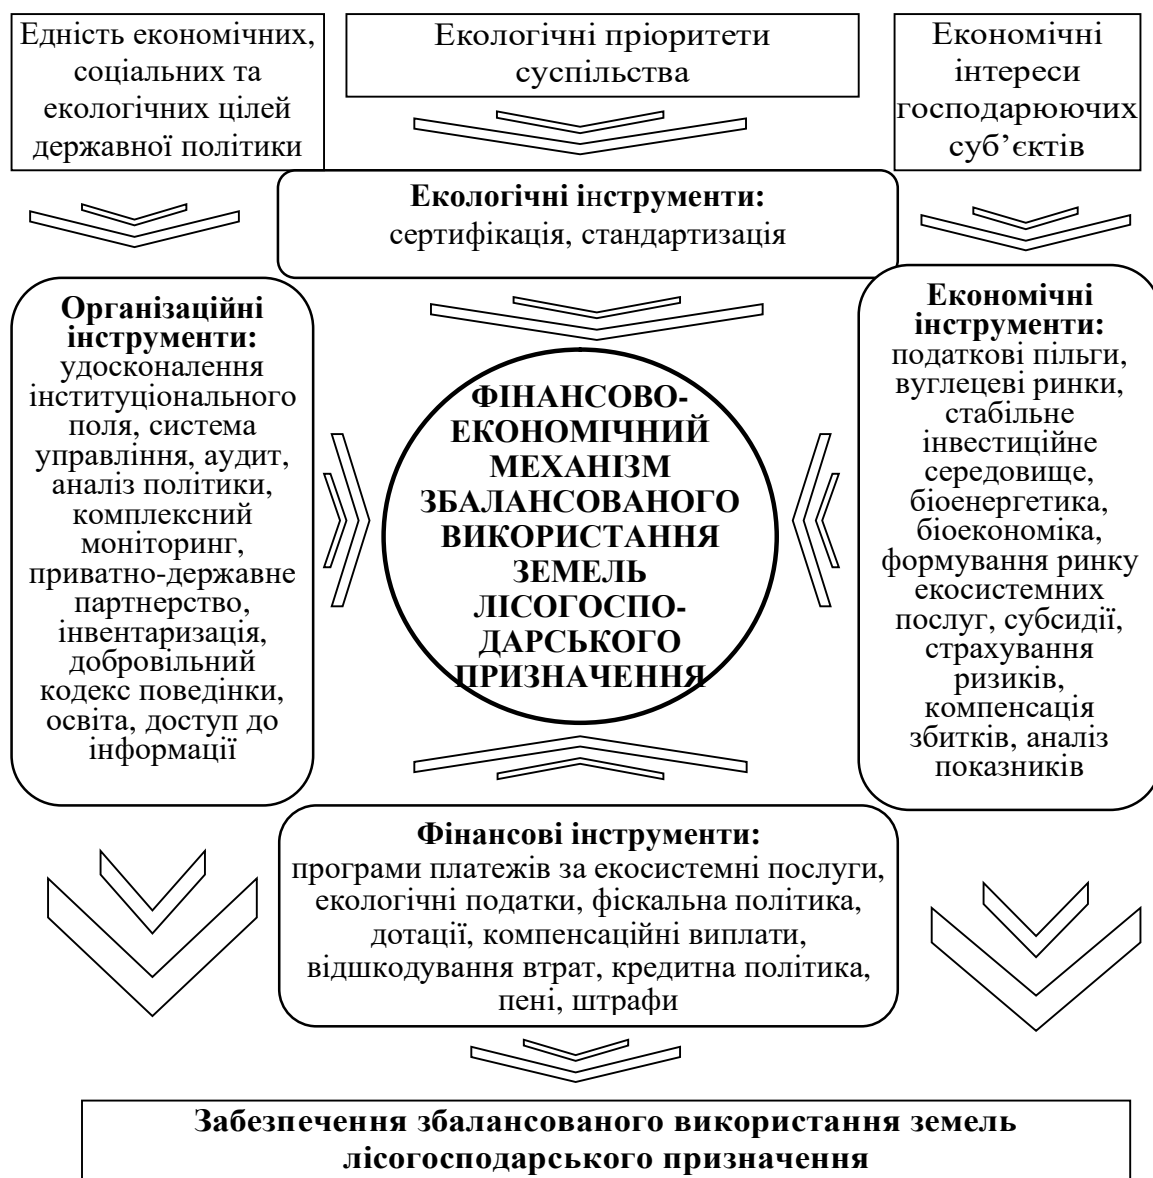 Едність економічних,
соціальних та
екологічних цілей
державної політики
Екологічні пріоритети
суспільства
Економічні
інтереси
господарюючих
суб’єктів
Екологічні інструменти:
сертифікація, стандартизація
Організаційні
інструменти:
удосконалення
інституціонального
поля, система
управління, аудит,
аналіз політики,
комплексний
моніторинг,
приватно-державне
партнерство,
інвентаризація,
добровільний
кодекс поведінки,
освіта, доступ до
інформації
ФІНАНСОВО-
ЕКОНОМІЧНИЙ
МЕХАНІЗМ
ЗБАЛАНСОВАНОГО
ВИКОРИСТАННЯ
ЗЕМЕЛЬ
ЛІСОГОСПО-
ДАРСЬКОГО
ПРИЗНАЧЕННЯ
Економічні
інструменти:
податкові пільги,
вуглецеві ринки,
стабільне
інвестиційне
середовище,
біоенергетика,
біоекономіка,
формування ринку
екосистемних
послуг, субсидії,
страхування
ризиків,
компенсація
збитків, аналіз
показників
Фінансові інструменти:
програми платежів за екосистемні послуги,
екологічні податки, фіскальна політика,
дотації, компенсаційні виплати,
відшкодування втрат, кредитна політика,
пені, штрафи
Забезпечення збалансованого використання земель
лісогосподарського призначення